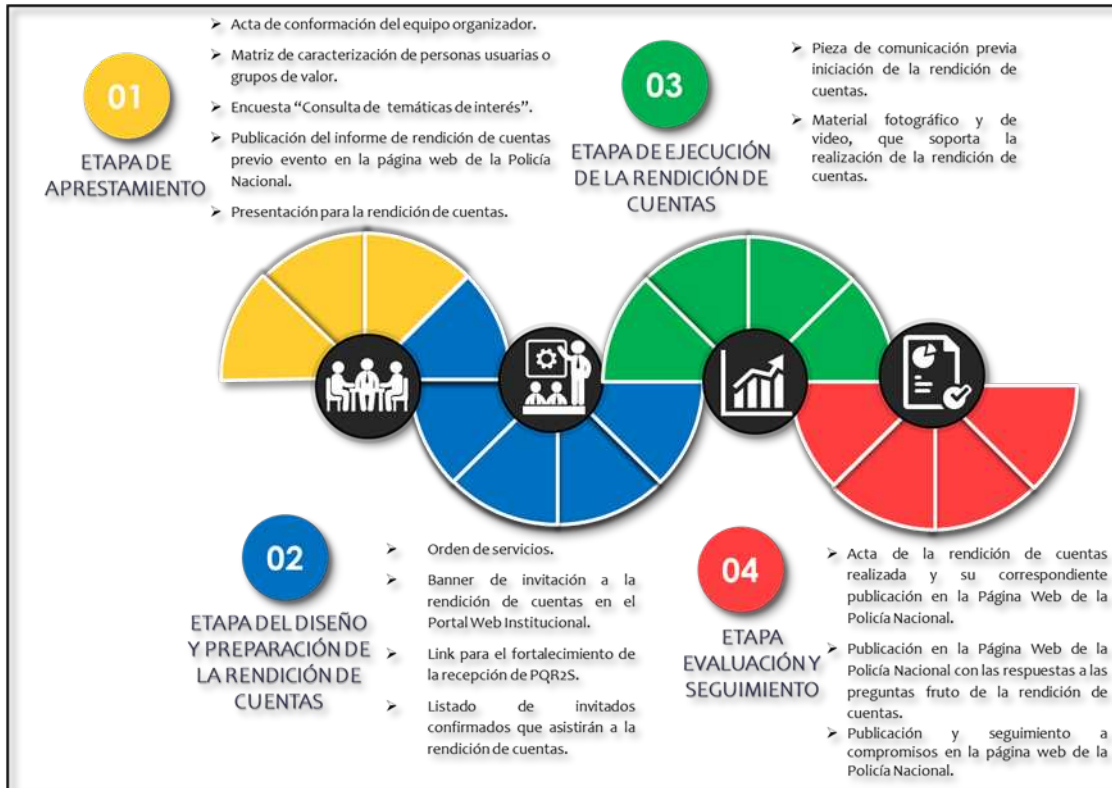 01
ETAPA DE
APRESTAMIENTO
➢ Acta de conformación del equipo organizador.
➢ Matriz de caracterización de personas usuarias o
grupos de valor.
➢ Encuesta “Consulta de temáticas de interés”.
➢ Publicación del informe de rendición de cuentas
previo evento en la página web de la Policía
Nacional.
➢ Presentación para la rendición de cuentas.
03
ETAPA DE EJECUCIÓN
DE LA RENDICIÓN DE
CUENTAS
➢ Pieza de comunicación previa
iniciación de la rendición de
cuentas.
➢ Material fotográfico y de
video, que soporta la
realización de la rendición de
cuentas.
02
ETAPA DEL DISEÑO
Y PREPARACIÓN DE
LA RENDICIÓN DE
CUENTAS
➢ Orden de servicios.
➢ Banner de invitación a la
rendición de cuentas en el
Portal Web Institucional.
➢ Link para el fortalecimiento de
la recepción de PQR2S.
➢ Listado de invitados
confirmados que asistirán a la
rendición de cuentas.
04
ETAPA
EVALUACIÓN Y
SEGUIMIENTO
➢ Acta de la rendición de cuentas
realizada y su correspondiente
publicación en la Página Web de la
Policía Nacional.
➢ Publicación en la Página Web de la
Policía Nacional con las respuestas a las
preguntas fruto de la rendición de
cuentas.
➢ Publicación y seguimiento a
compromisos en la página web de la
Policía Nacional.